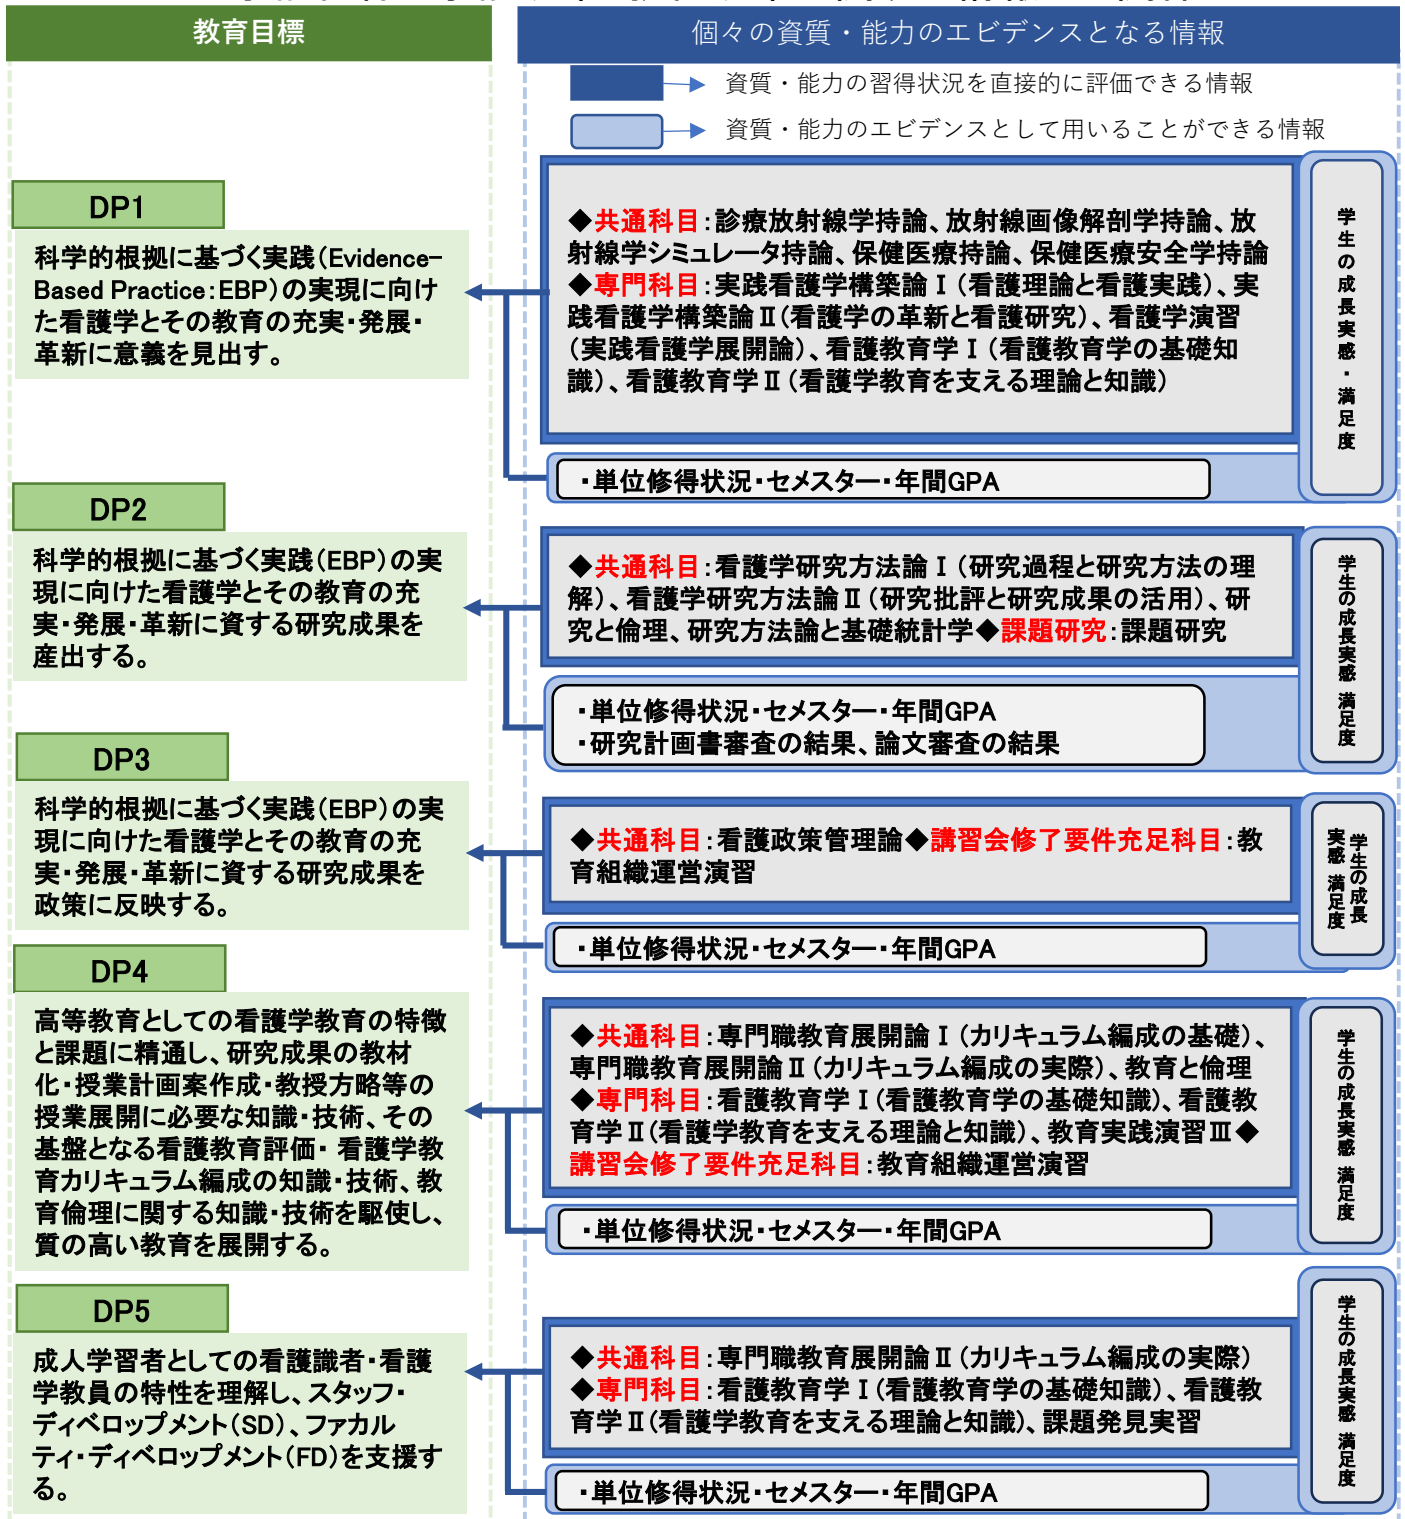 教育目標
個々の資質・能力のエビデンスとなる情報
資質・能力の習得状況を直接的に評価できる情報
資質・能力のエビデンスとして用いることができる情報
DP1
科学的根拠に基づく実践(Evidence-
Based Practice:EBP)の実現に向け
た看護学とその教育の充実・発展・
革新に意義を見出す。
◆共通科目:診療放射線学持論、放射線画像解剖学持論、放
射線学シミュレータ持論、保健医療持論、保健医療安全学持論
◆専門科目:実践看護学構築論Ⅰ(看護理論と看護実践)、実
践看護学構築論Ⅱ(看護学の革新と看護研究)、看護学演習
(実践看護学展開論)、看護教育学Ⅰ(看護教育学の基礎知
識)、看護教育学Ⅱ(看護学教育を支える理論と知識)
・単位修得状況・セメスター・年間GPA
学生の成長実感・満足度
DP2
科学的根拠に基づく実践(EBP)の実
現に向けた看護学とその教育の充
実・発展・革新に資する研究成果を
産出する。
◆共通科目:看護学研究方法論Ⅰ(研究過程と研究方法の理
解)、看護学研究方法論Ⅱ(研究批評と研究成果の活用)、研
究と倫理、研究方法論と基礎統計学◆課題研究:課題研究
・単位修得状況・セメスター・年間GPA
・研究計画書審査の結果、論文審査の結果
学生の成長実感 満足度
DP3
科学的根拠に基づく実践(EBP)の実
現に向けた看護学とその教育の充
実・発展・革新に資する研究成果を
政策に反映する。
◆共通科目:看護政策管理論◆講習会修了要件充足科目:教
育組織運営演習
・単位修得状況・セメスター・年間GPA
学生の成長
実感 満足度
DP4
高等教育としての看護学教育の特徴
と課題に精通し、研究成果の教材
化・授業計画案作成・教授方略等の
授業展開に必要な知識・技術、その
基盤となる看護教育評価・ 看護学教
育カリキュラム編成の知識・技術、教
育倫理に関する知識・技術を駆使し、
質の高い教育を展開する。
◆共通科目:専門職教育展開論Ⅰ(カリキュラム編成の基礎)、
専門職教育展開論Ⅱ(カリキュラム編成の実際)、教育と倫理
◆専門科目:看護教育学Ⅰ(看護教育学の基礎知識)、看護教
育学Ⅱ(看護学教育を支える理論と知識)、教育実践演習Ⅲ◆
講習会修了要件充足科目:教育組織運営演習
・単位修得状況・セメスター・年間GPA
学生の成長実感 満足度
DP5
成人学習者としての看護識者・看護
学教員の特性を理解し、スタッフ・
ディベロップメント(SD)、ファカル
ティ・ディベロップメント(FD)を支援す
る。
◆共通科目:専門職教育展開論Ⅱ(カリキュラム編成の実際)
◆専門科目:看護教育学Ⅰ(看護教育学の基礎知識)、看護教
育学Ⅱ(看護学教育を支える理論と知識)、課題発見実習
・単位修得状況・セメスター・年間GPA
学生の成長実感 満足度